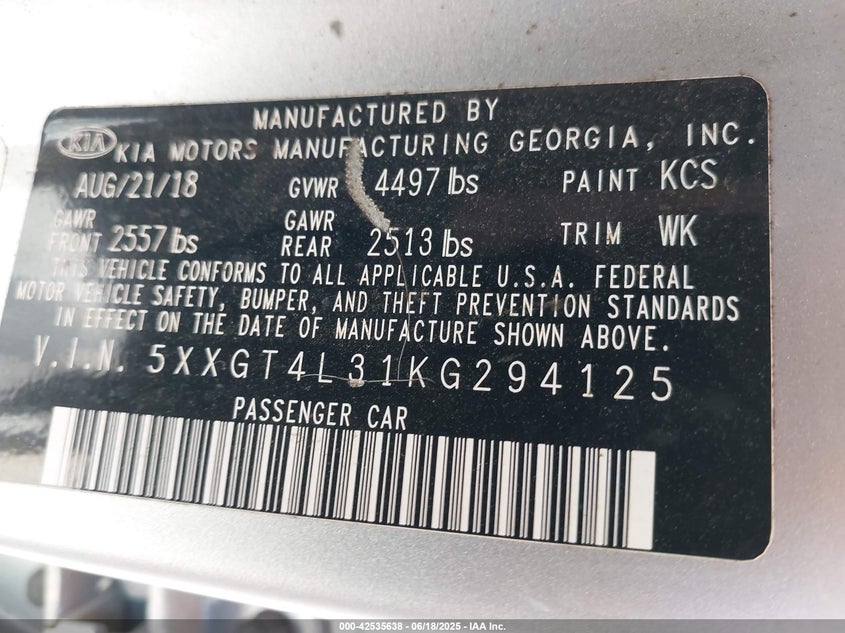 MANUFACTURED BY
KIA KIA MOTORS MANUFACTURING GEORGIA, INC.
AUG/21/18 GVWR 4497 lbs PAINT KCS
GAWR FRONT 2557 lbs GAWR REAR 2513 lbs TRIM WK
THIS VEHICLE CONFORMS TO ALL APPLICABLE U.S.A. FEDERAL
MOTOR VEHICLE SAFETY, BUMPER, AND THEFT PREVENTION STANDARDS
IN EFFECT ON THE DATE OF MANUFACTURE SHOWN ABOVE.
V.I.N. 5XXGT4L31KG294125
PASSENGER CAR
000-42535638 - 06/18/2025 - IAA Inc.